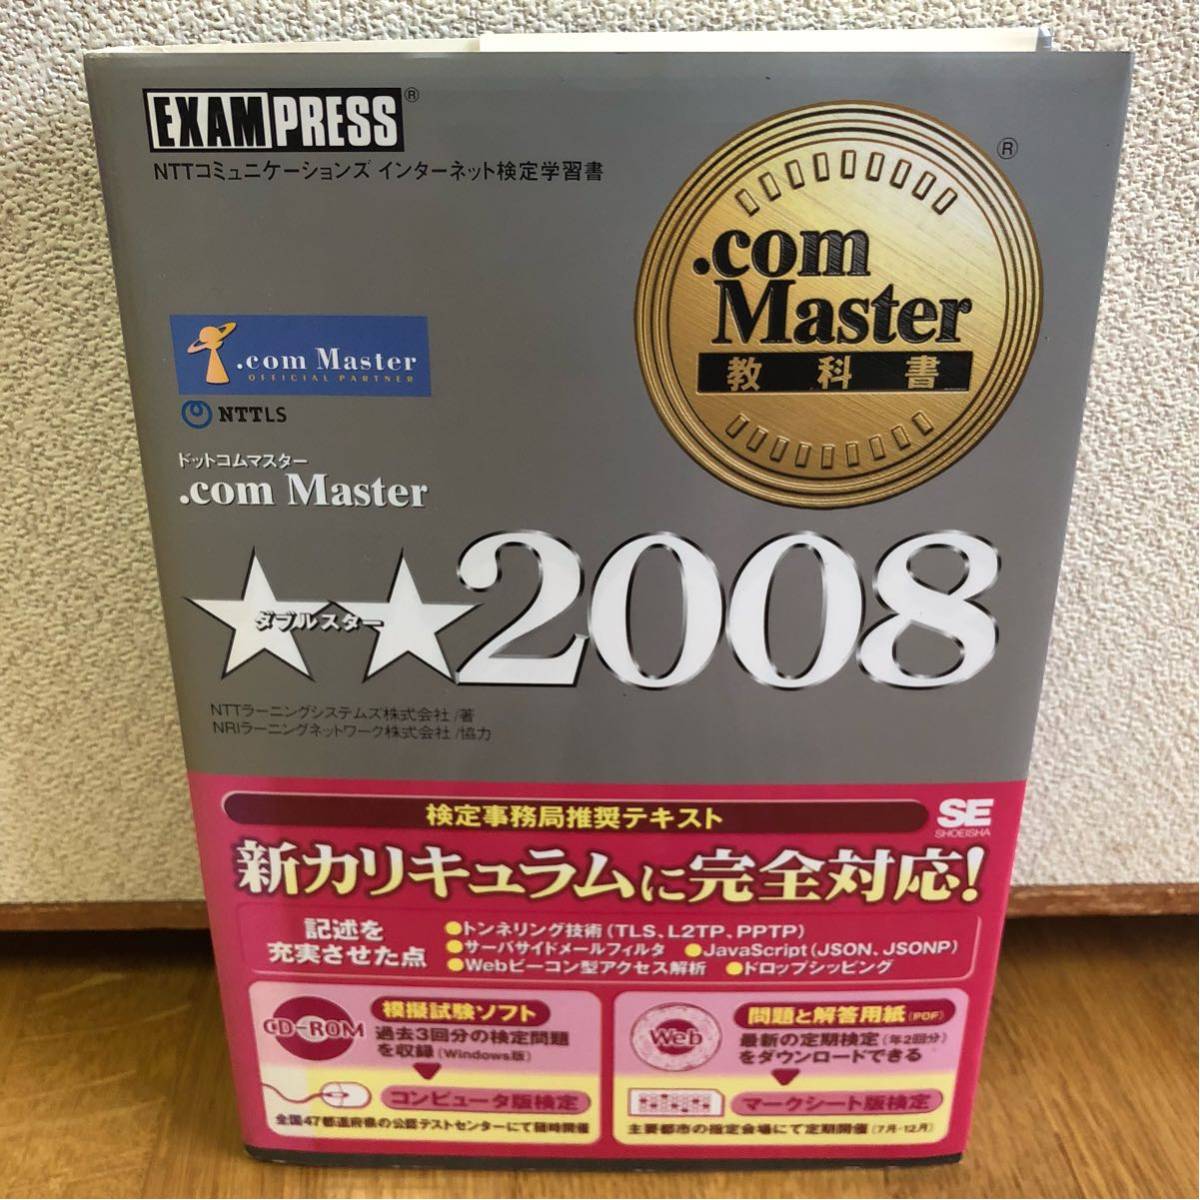 EXAMPRESS®
NTTコミュニケーションズ インターネット検定学習書
®
.com
Master
教科書
.com Master
OFFICIAL PARTNER
NTTLS
ドットコムマスター
.com Master
★★2008
ダブルスター
NTTラーニングシステムズ株式会社/著
NRIラーニングネットワーク株式会社/協力
検定事務局推奨テキスト
SE
SHOEISHA
新カリキュラムに完全対応!
記述を
充実させた点
●トンネリング技術(TLS、L2TP、PPTP)
●サーバサイドメールフィルタ ●JavaScript(JSON、JSONP)
●Webビーコン型アクセス解析 ●ドロップシッピング
CD-ROM
模擬試験ソフト
過去3回分の検定問題
を収録(Windows版)
コンピュータ版検定
全国47都道府県の公認テストセンターにて随時開催
Web
問題と解答用紙(PDF)
最新の定期検定(年2回分)
をダウンロードできる
マークシート版検定
主要都市の指定会場にて定期開催(7月・12月)